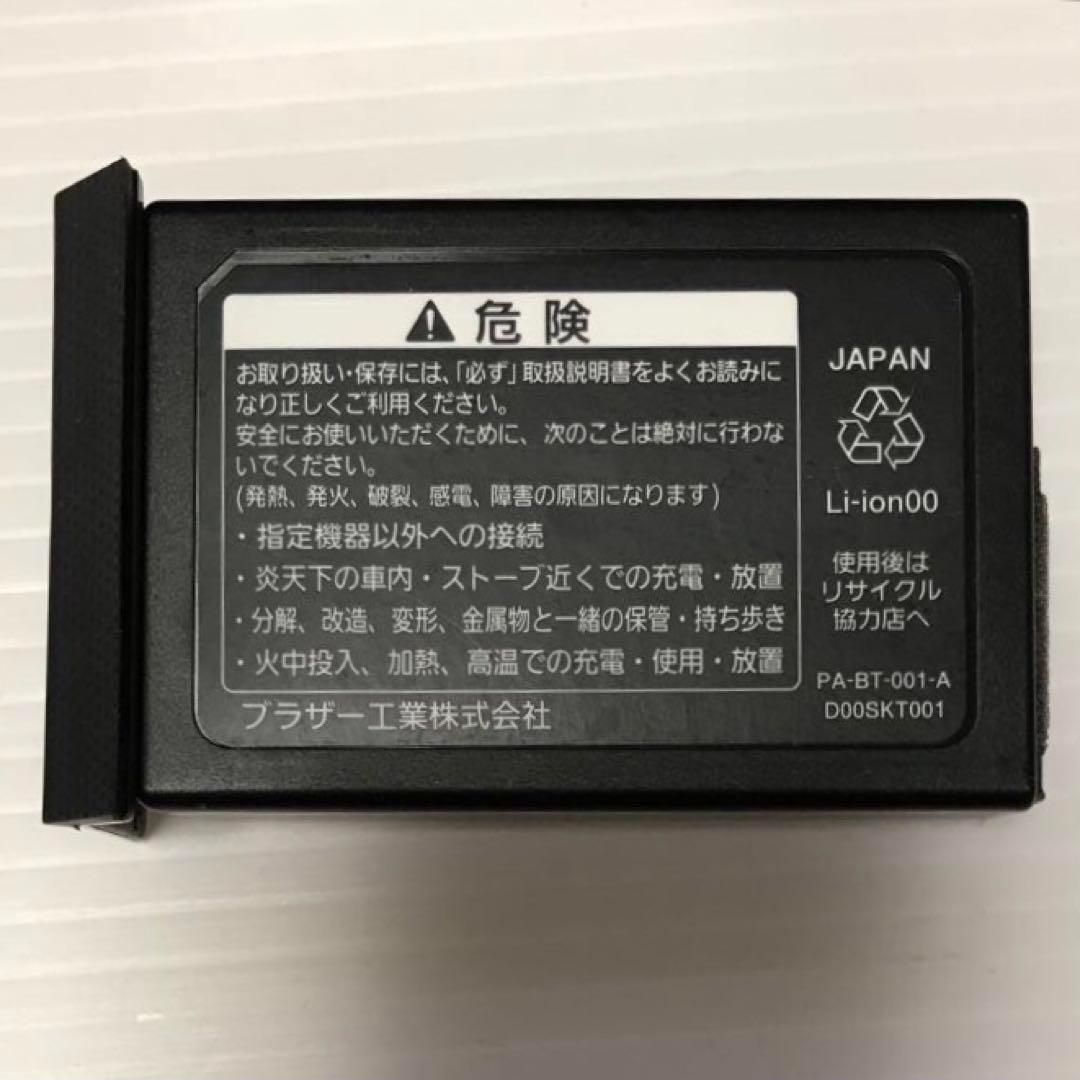 危険
お取り扱い・保存には、「必ず」取扱説明書をよくお読みに
なり正しくご利用ください。
安全にお使いいただくために、次のことは絶対に行わな
いでください。
(発熱、発火、破裂、感電、障害の原因になります)
・指定機器以外への接続
・炎天下の車内・ストーブ近くでの充電・放置
・分解、改造、変形、金属物と一緒の保管・持ち歩き
・火中投入、加熱、高温での充電・使用・放置
ブラザー工業株式会社
JAPAN
Li-ion00
使用後は
リサイクル
協力店へ
PA-BT-001-A
D00SKT001